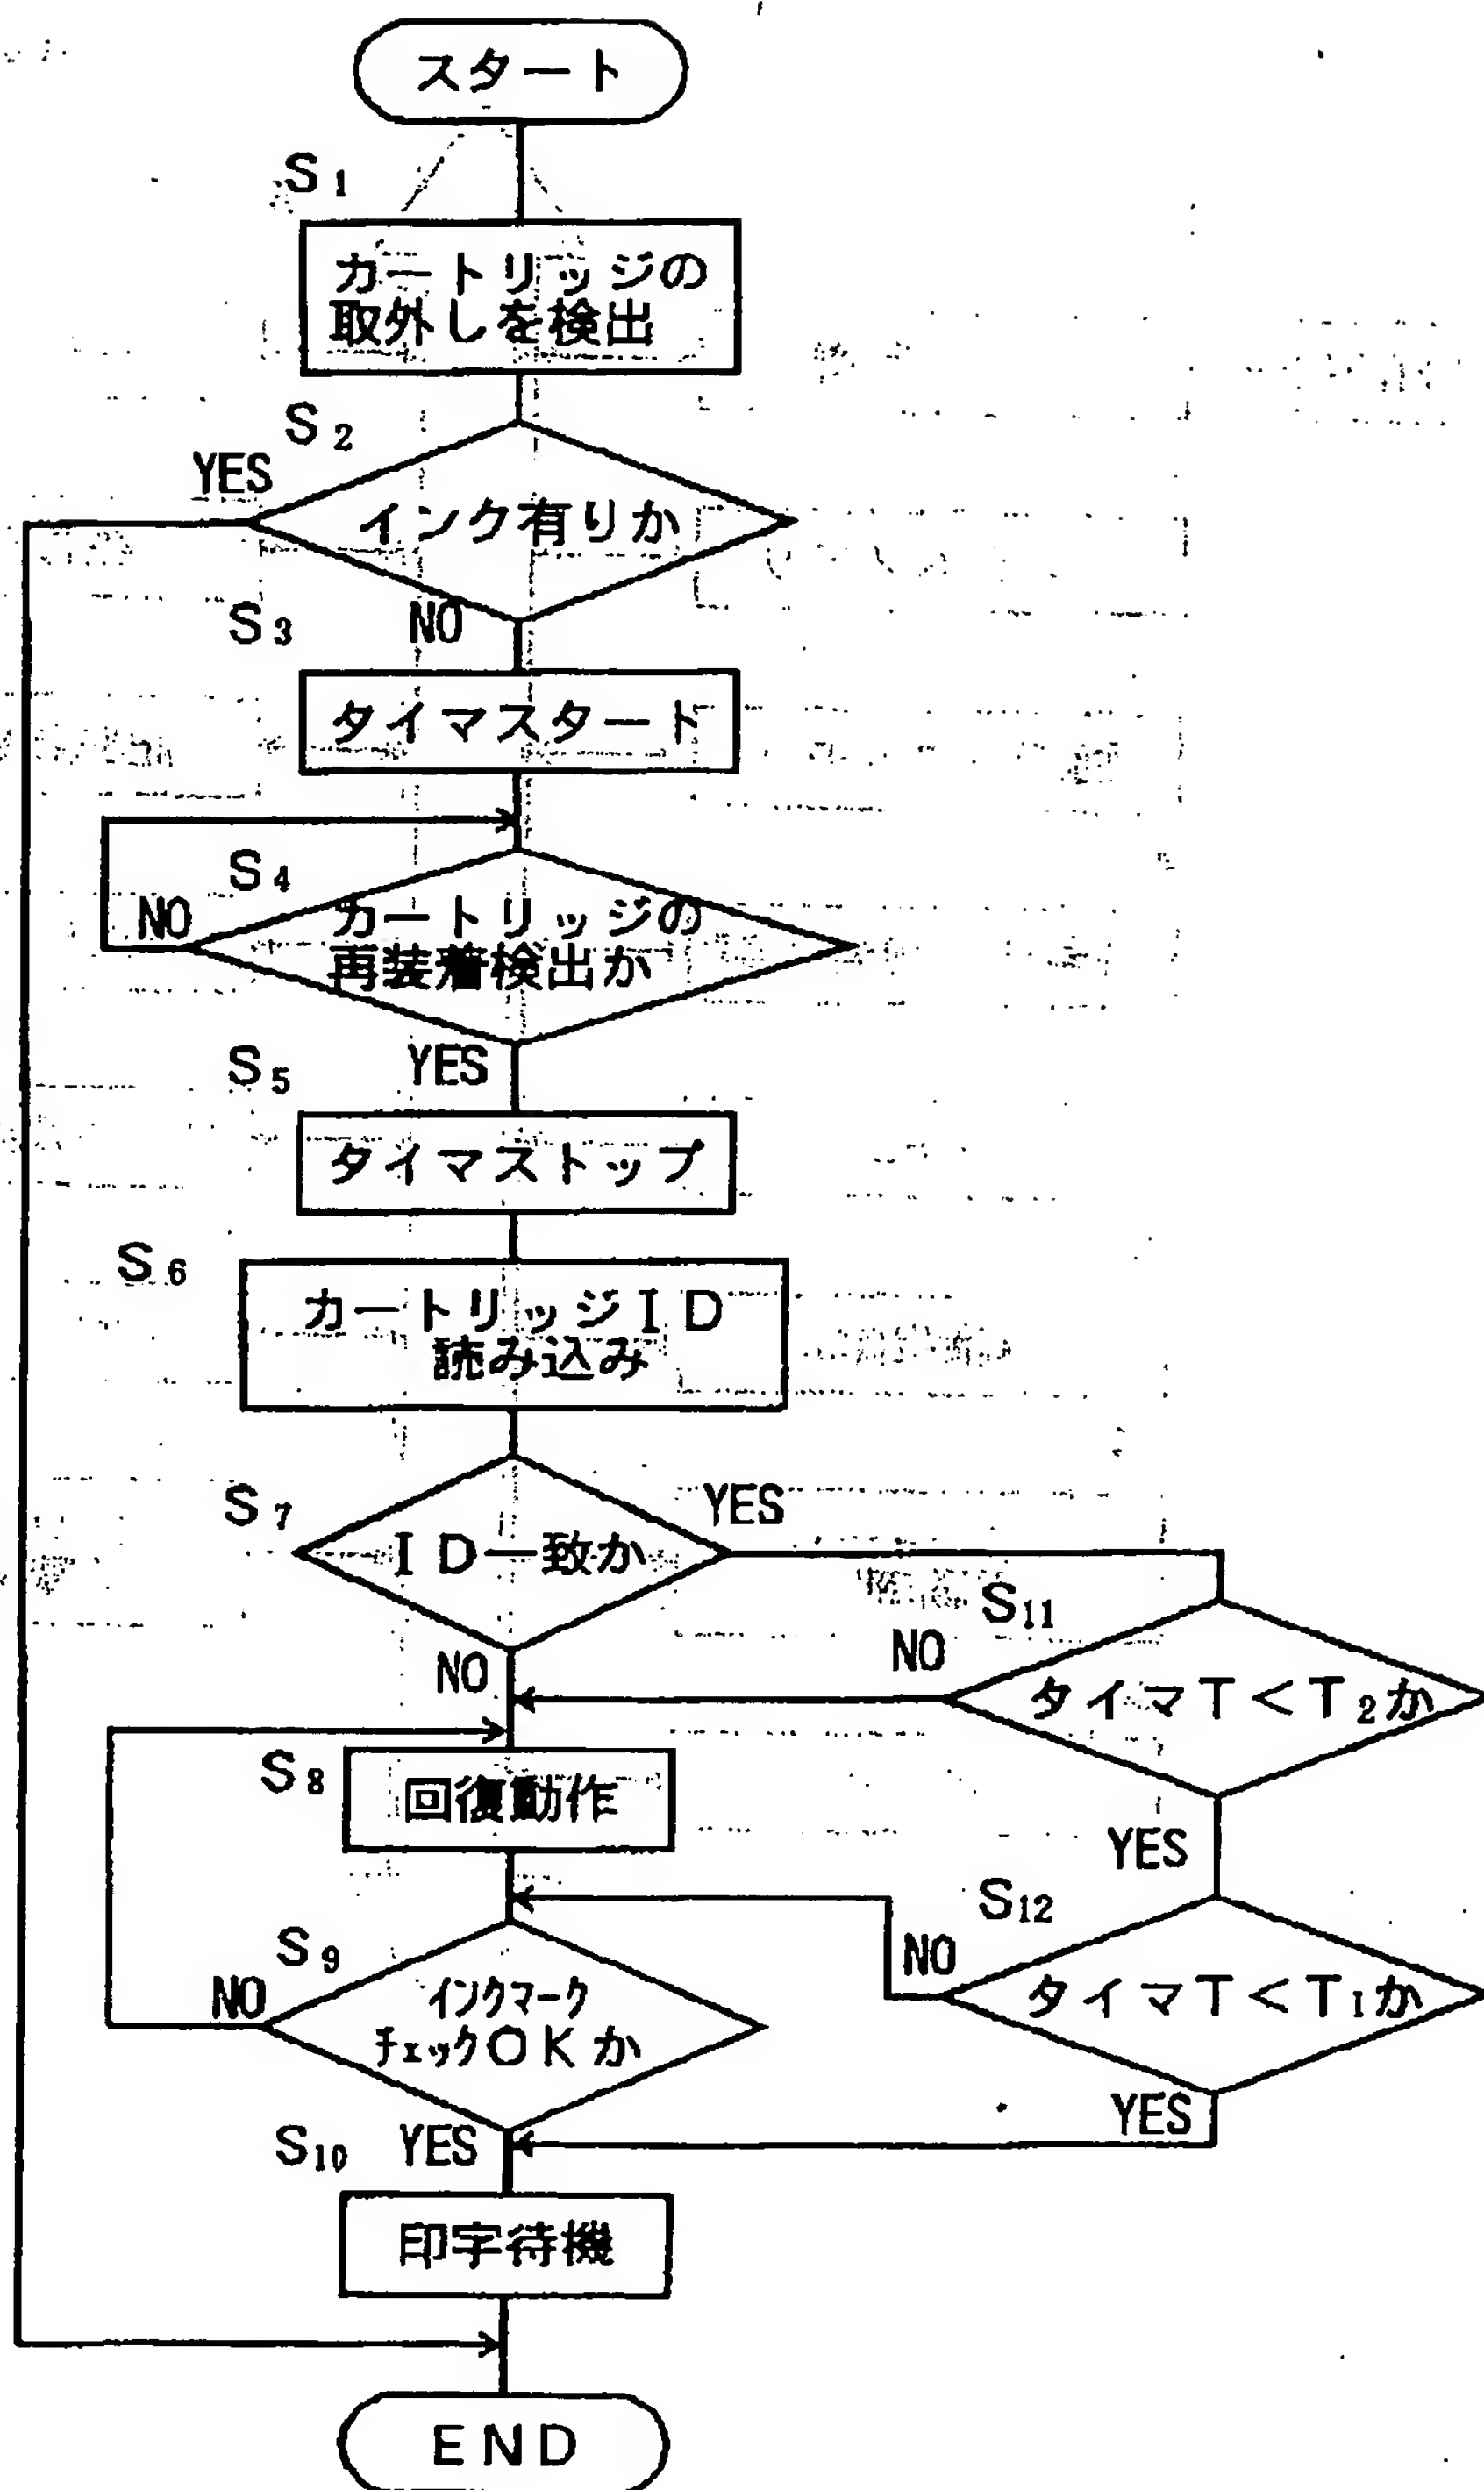 スタート
S1
カートリッジの
取外しを検出
S2
YES
インク有りか
NO
S3
タイマスタート
S4
NO
カートリッジの
再装着検出か
YES
S5
タイマストップ
S6
カートリッジID
読み込み
S7
YES
ID一致か
NO
S11
NO
タイマT<T2か
YES
S8
回復動作
S12
NO
タイマT<T1か
YES
S9
NO
インクマーク
チェックOKか
YES
S10
印字待機
END